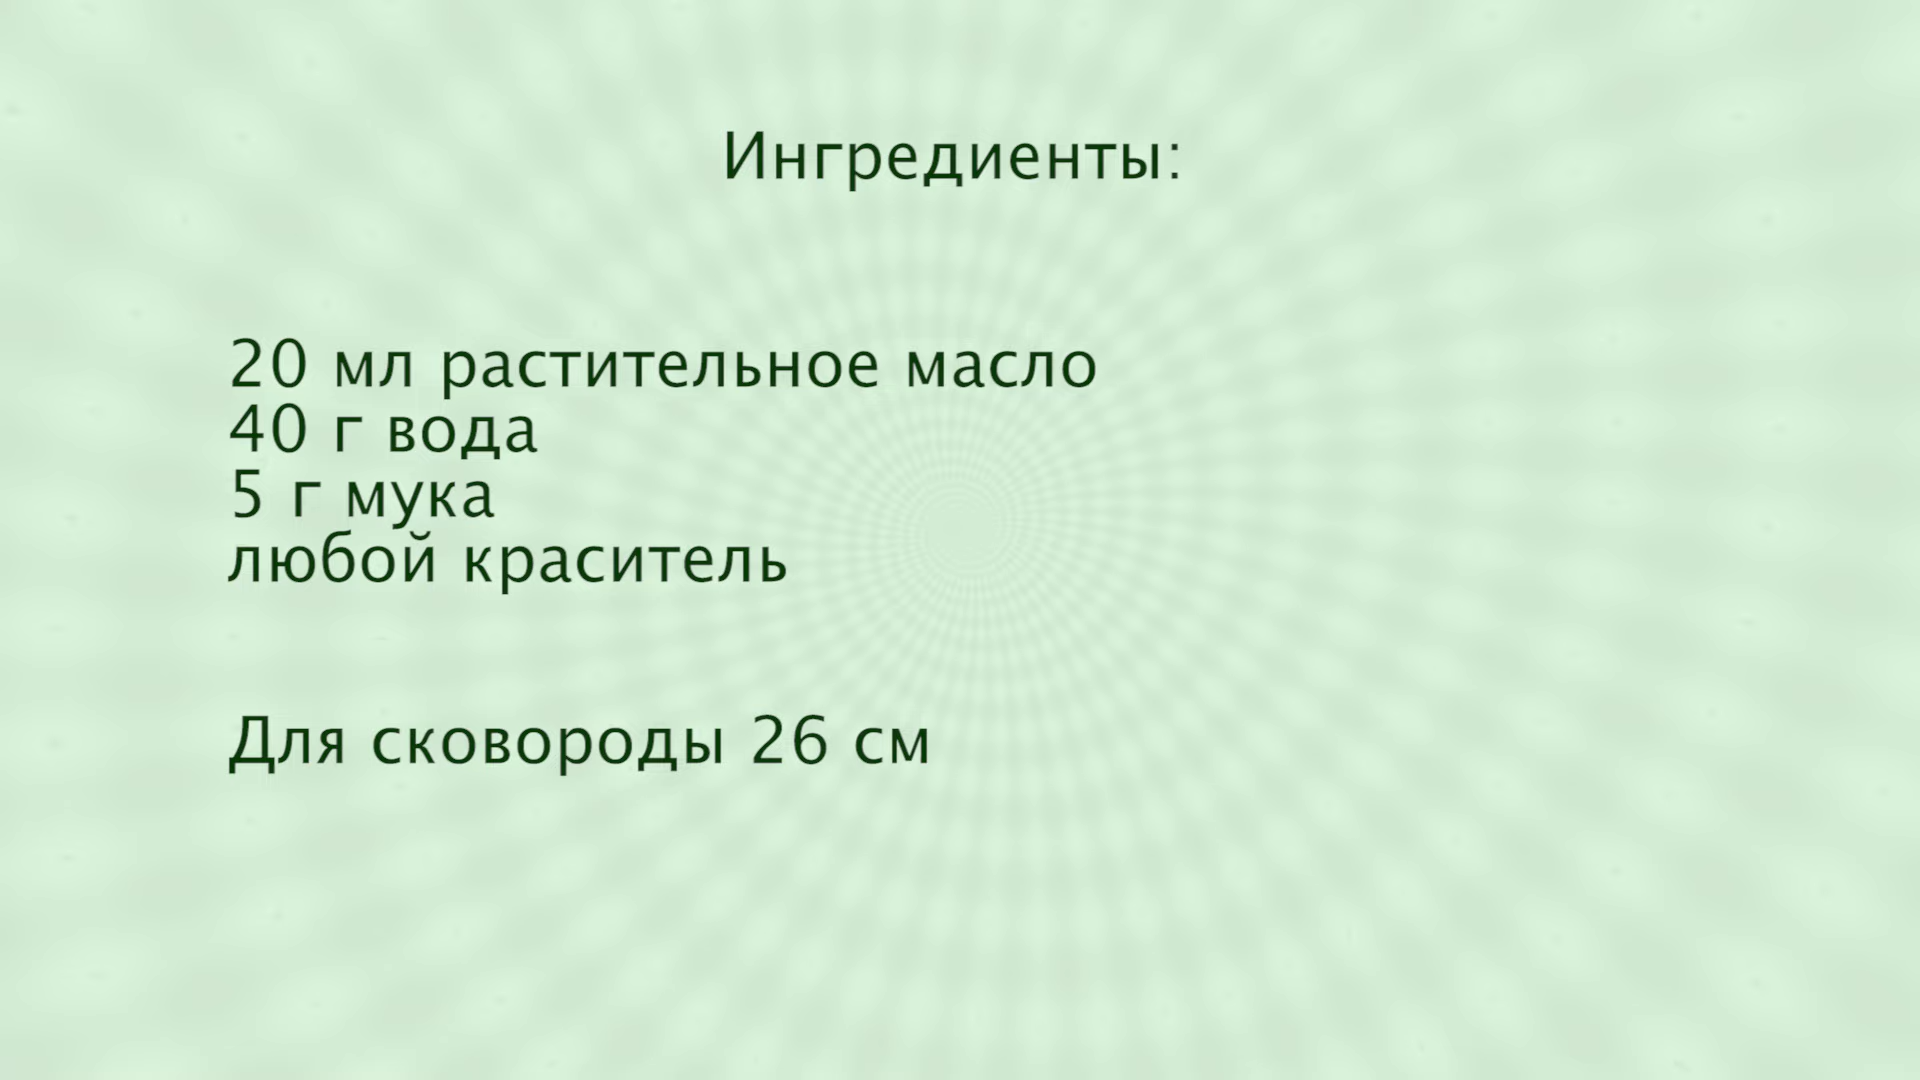 Ингредиенты:
20 мл растительное масло
40 г вода
5 г мука
любой краситель
Для сковороды 26 см